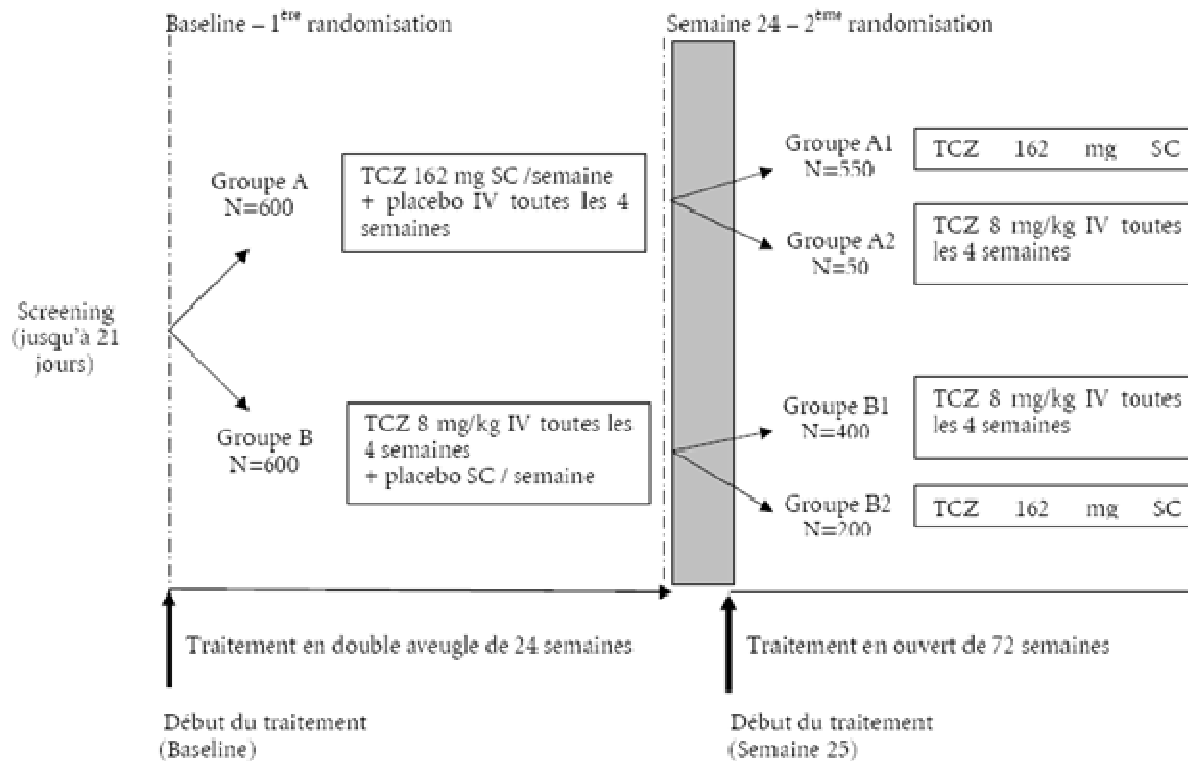 Baseline – 1ère randomisation
Semaine 24 – 2ème randomisation
Screening
(jusqu'à 21
jours)
Groupe A
N=600
TCZ 162 mg SC /semaine
+ placebo IV toutes les 4
semaines
Groupe B
N=600
TCZ 8 mg/kg IV toutes les
4 semaines
+ placebo SC / semaine
Groupe A1
N=550
TCZ 162 mg SC
Groupe A2
N=50
TCZ 8 mg/kg IV toutes
les 4 semaines
Groupe B1
N=400
TCZ 8 mg/kg IV toutes
les 4 semaines
Groupe B2
N=200
TCZ 162 mg SC
Traitement en double aveugle de 24 semaines
Traitement en ouvert de 72 semaines
Début du traitement
(Baseline)
Début du traitement
(Semaine 25)